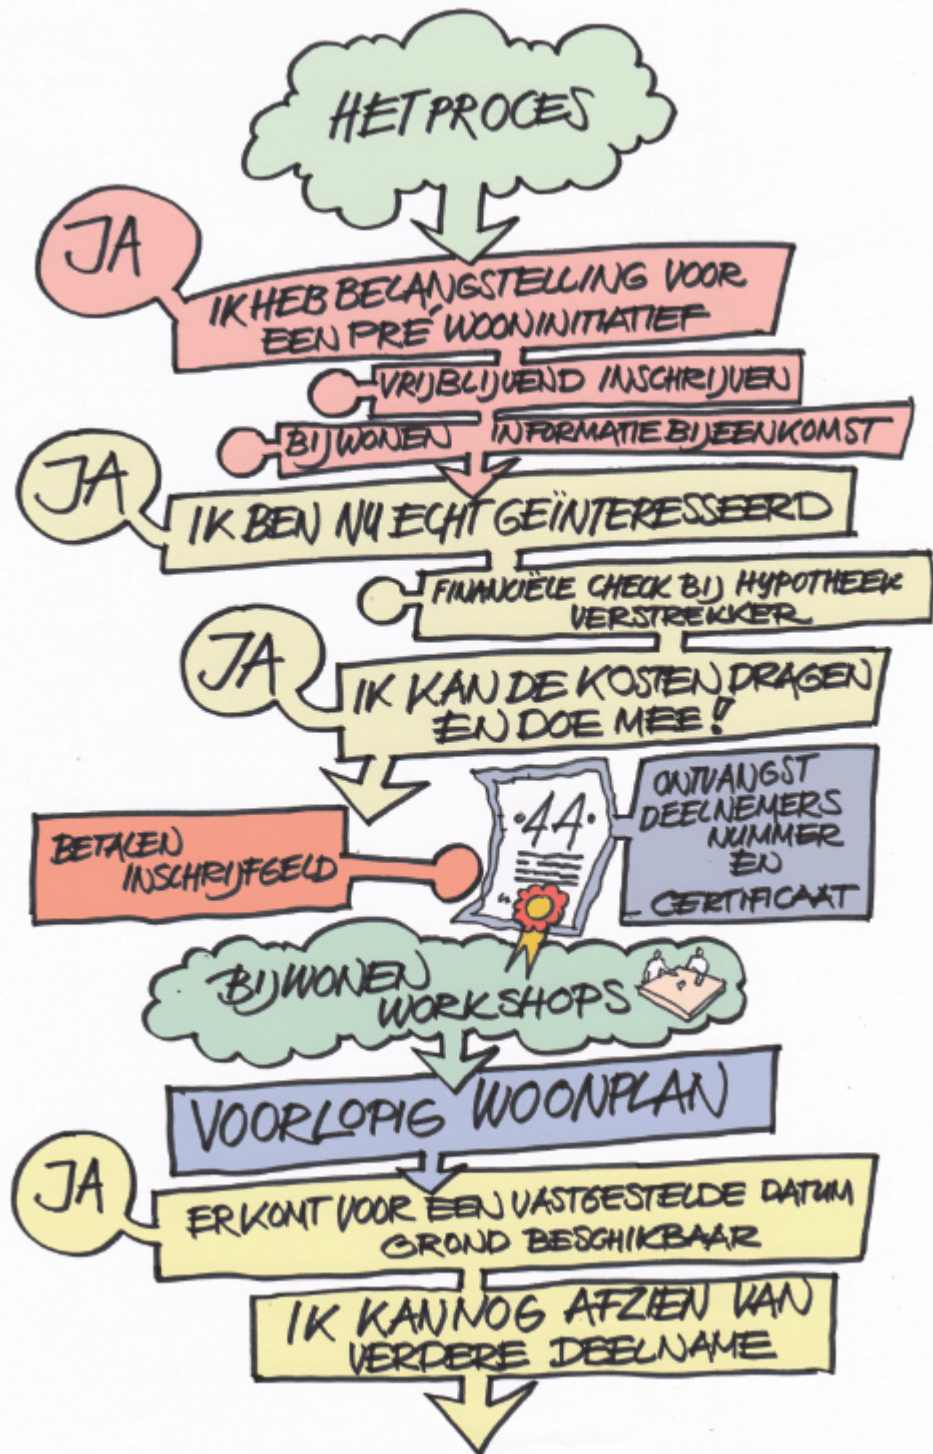 HET PROCES
JA
IK HEB BELANGSTELLING VOOR
EEN PRÉ WOONINITIATIEF
VRIJBLIJVEND INSCHRIJVEN
BIJWONEN INFORMATIEBIJEENKOMST
JA
IK BEN NU ECHT GEÏNTERESSEERD
FINANCIËLE CHECK BIJ HYPOTHEEK
VERSTREKKER
JA
IK KAN DE KOSTEN DRAGEN
EN DOE MEE!
BETALEN
INSCHRIJFGELD
·44·
ONTVANGST
DEELNEMERS
NUMMER
EN
CERTIFICAAT
BIJWONEN
WORKSHOPS
VOORLOPIG WOONPLAN
JA
ER KOMT VOOR EEN VASTGESTELDE DATUM
GROND BESCHIKBAAR
IK KAN NOG AFZIEN VAN
VERDERE DEELNAME